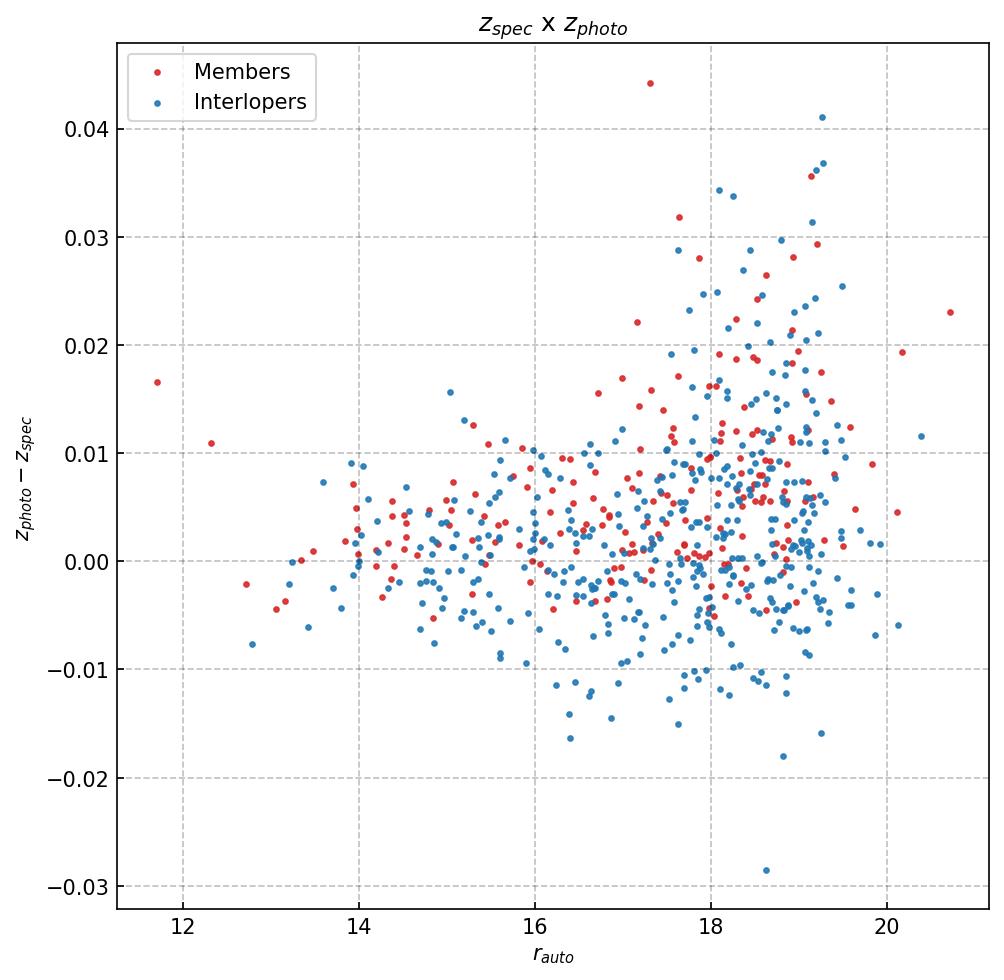 z_spec x z_photo
Members
Interlopers
0.04
0.03
0.02
0.01
0.00
−0.01
−0.02
−0.03
z_photo − z_spec
12
14
16
18
20
r_auto